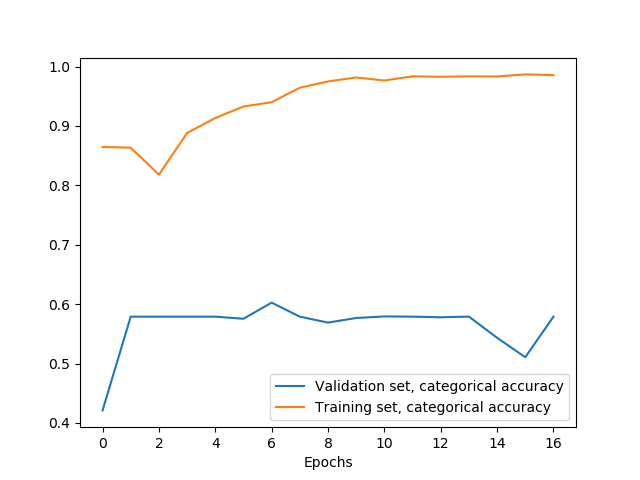 1.0
0.9
0.8
0.7
0.6
0.5
0.4
Validation set, categorical accuracy
Training set, categorical accuracy
0 2 4 6 8 10 12 14 16
Epochs